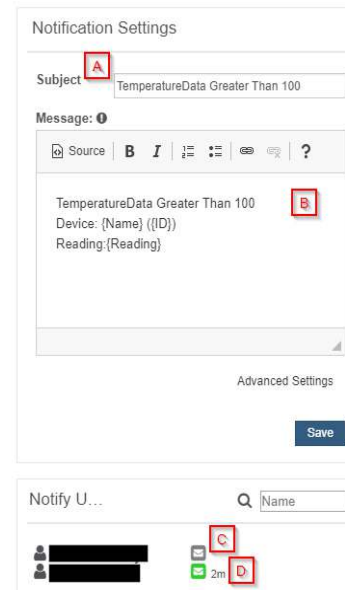 Notification Settings
A
Subject TemperatureData Greater Than 100
Message:
Source B I ?
TemperatureData Greater Than 100 B
Device: {Name} ({ID})
Reading:{Reading}
Advanced Settings
Save
Notify U... Name
C
2m D